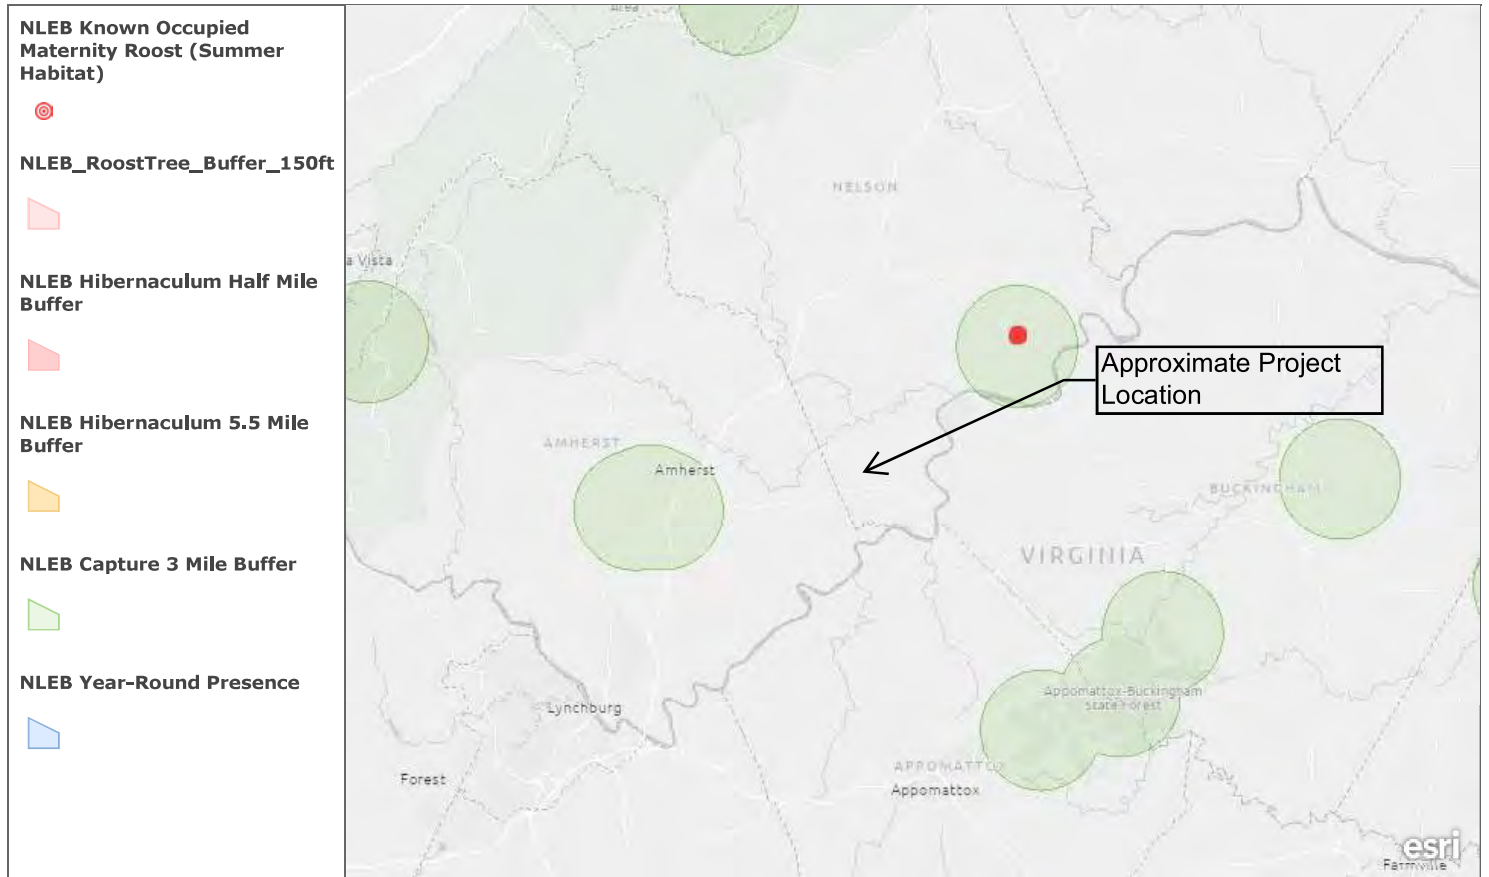 NLEB Known Occupied
Maternity Roost (Summer
Habitat)
NLEB_RoostTree_Buffer_150ft
NLEB Hibernaculum Half Mile
Buffer
NLEB Hibernaculum 5.5 Mile
Buffer
NLEB Capture 3 Mile Buffer
NLEB Year-Round Presence
Area
NELSON
a Vista
Approximate Project
Location
AMHERST
Amherst
BUCKINGHAM
VIRGINIA
Appomattox-Buckingham
State Forest
Lynchburg
Forest
APPOMATTOX
Appomattox
esri
Farmville